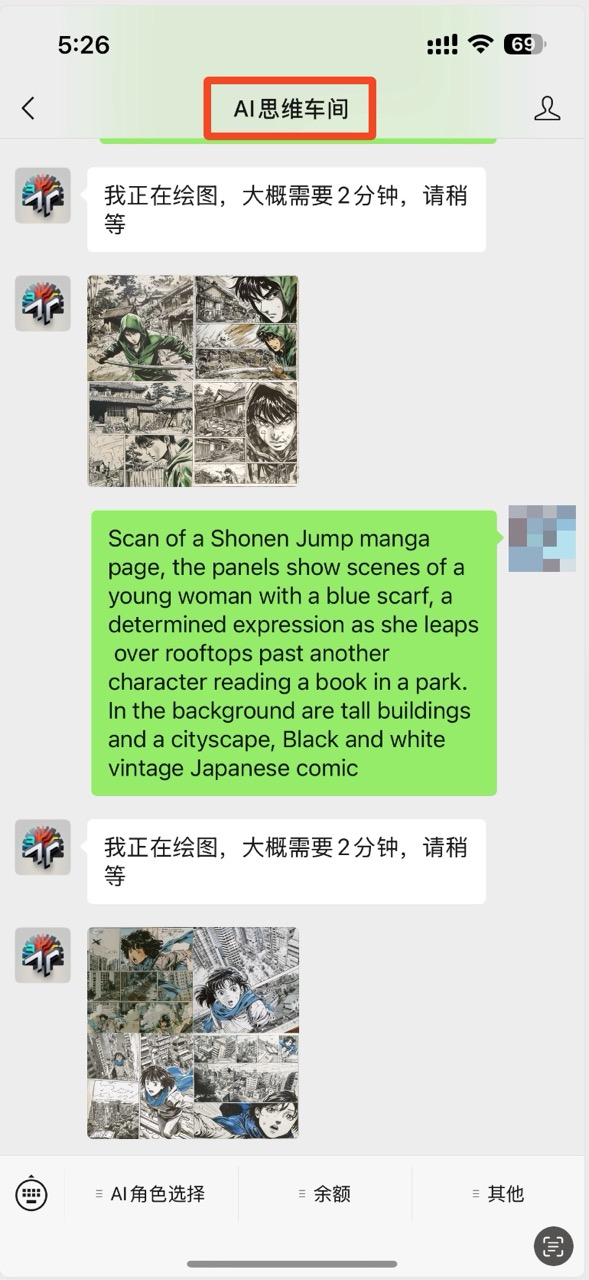 5:26
69
AI思维车间
我正在绘图，大概需要2分钟，请稍
等
Scan of a Shonen Jump manga
page, the panels show scenes of a
young woman with a blue scarf, a
determined expression as she leaps
over rooftops past another
character reading a book in a park.
In the background are tall buildings
and a cityscape, Black and white
vintage Japanese comic
我正在绘图，大概需要2分钟，请稍
等
AI角色选择
余额
其他